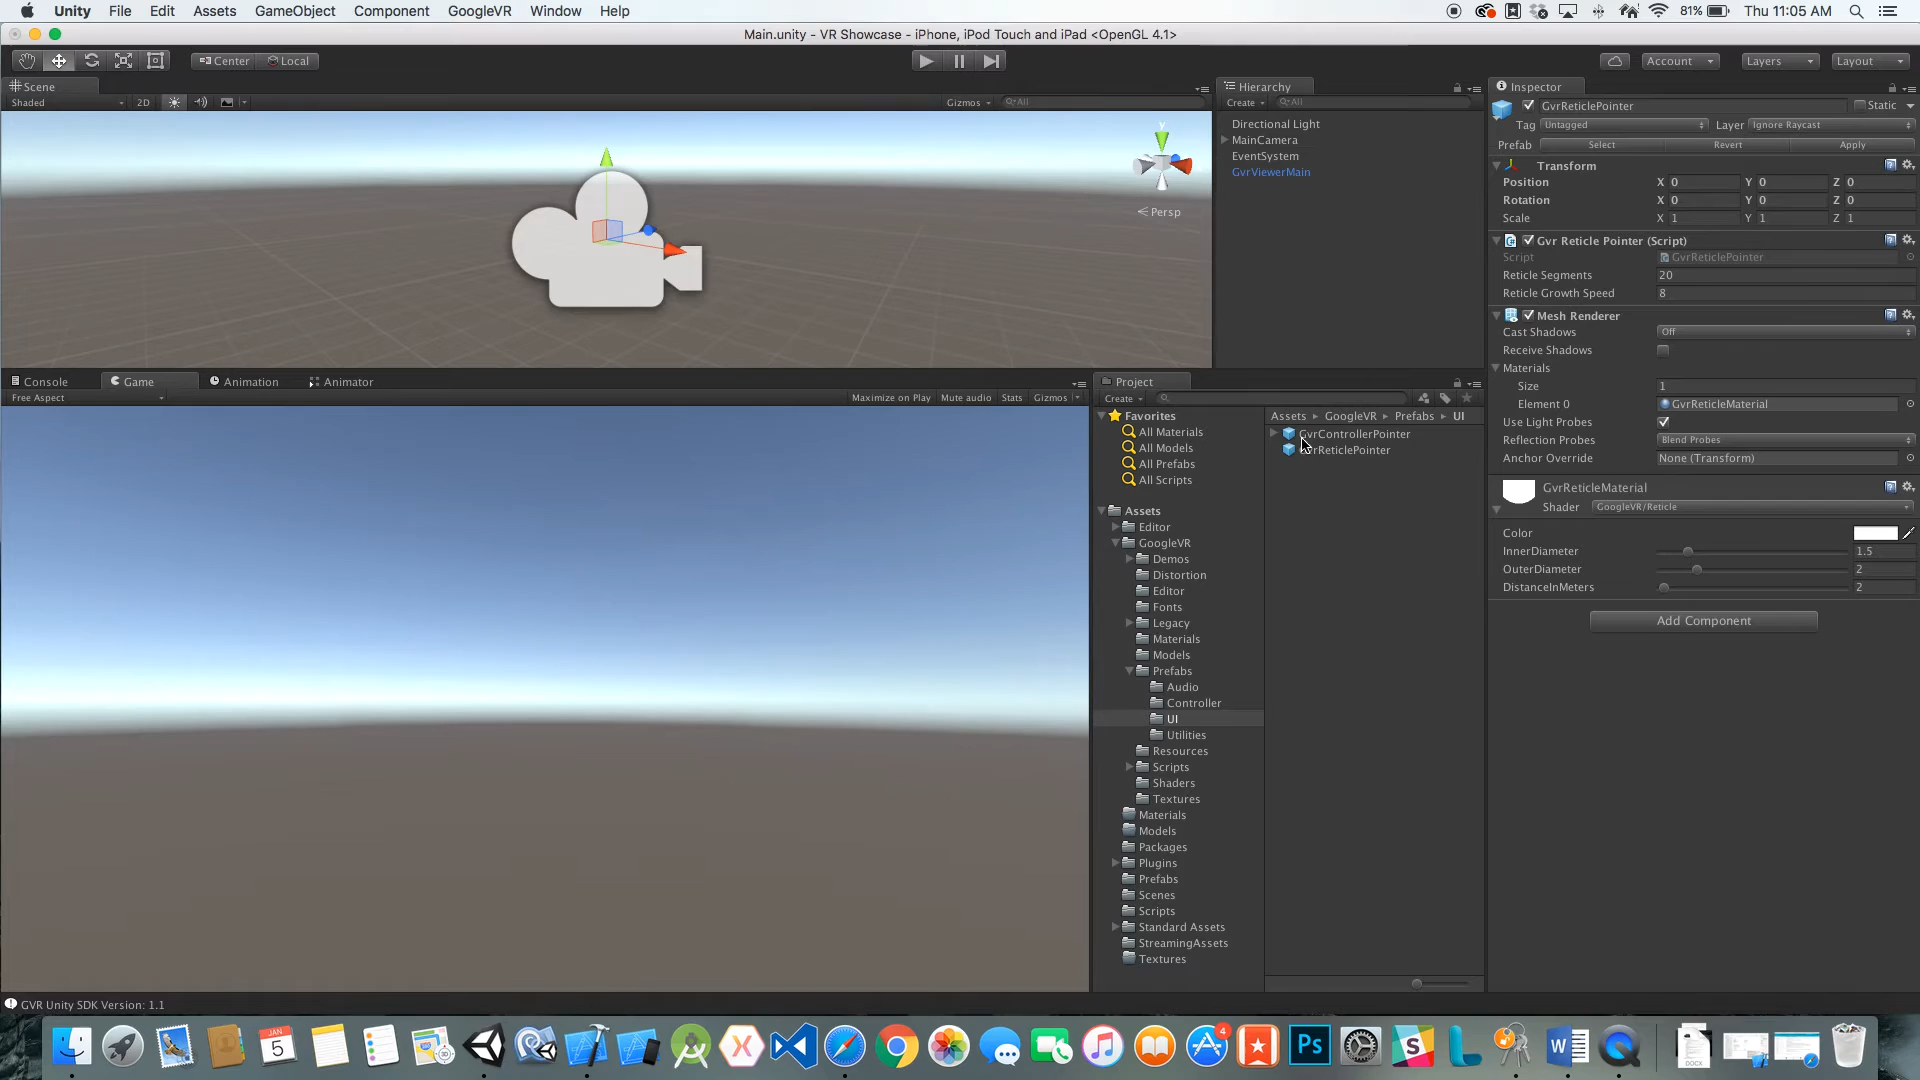 Unity File Edit Assets GameObject Component GoogleVR Window Help 81% Thu 11:05 AM
Main.unity - VR Showcase - iPhone, iPod Touch and iPad <OpenGL 4.1>
Center Local Account Layers Layout
Scene
Shaded 2D Gizmos All
y
Persp
Hierarchy
Create All
Directional Light
MainCamera
EventSystem
GvrViewerMain
Console Game Animation Animator
Free Aspect Maximize on Play Mute audio Stats Gizmos
Project
Create
Favorites
All Materials
All Models
All Prefabs
All Scripts
Assets
Editor
GoogleVR
Demos
Distortion
Editor
Fonts
Legacy
Materials
Models
Prefabs
Audio
Controller
UI
Utilities
Resources
Scripts
Shaders
Textures
Materials
Models
Packages
Plugins
Prefabs
Scenes
Scripts
Standard Assets
StreamingAssets
Textures
Assets GoogleVR Prefabs UI
GvrControllerPointer
GvrReticlePointer
Inspector
GvrReticlePointer Static
Tag Untagged Layer Ignore Raycast
Prefab Select Revert Apply
Transform
Position X 0 Y 0 Z 0
Rotation X 0 Y 0 Z 0
Scale X 1 Y 1 Z 1
Gvr Reticle Pointer (Script)
Script GvrReticlePointer
Reticle Segments 20
Reticle Growth Speed 8
Mesh Renderer
Cast Shadows Off
Receive Shadows
Materials
Size 1
Element 0 GvrReticleMaterial
Use Light Probes
Reflection Probes Blend Probes
Anchor Override None (Transform)
GvrReticleMaterial
Shader GoogleVR/Reticle
Color
InnerDiameter 1.5
OuterDiameter 2
DistanceInMeters 2
Add Component
GVR Unity SDK Version: 1.1
JAN
5
4
Ps
DOCX